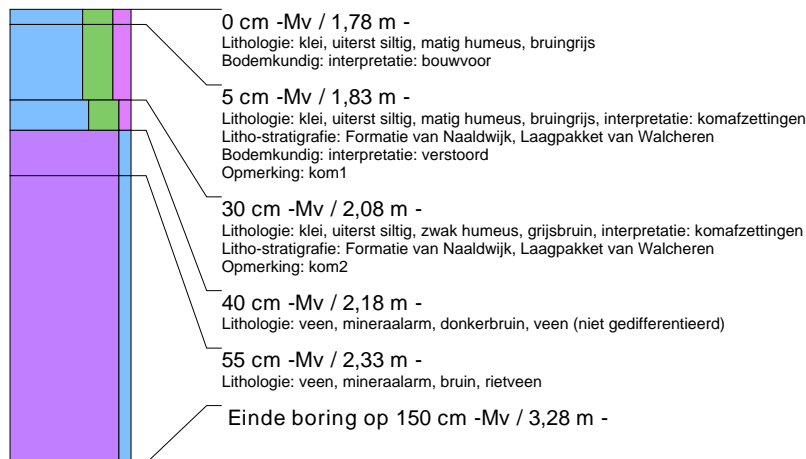 0 cm -Mv / 1,78 m -
Lithologie: klei, uiterst siltig, matig humeus, bruingrijs
Bodemkundig: interpretatie: bouwvoor
5 cm -Mv / 1,83 m -
Lithologie: klei, uiterst siltig, matig humeus, bruingrijs, interpretatie: komafzettingen
Litho-stratigrafie: Formatie van Naaldwijk, Laagpakket van Walcheren
Bodemkundig: interpretatie: verstoord
Opmerking: kom1
30 cm -Mv / 2,08 m -
Lithologie: klei, uiterst siltig, zwak humeus, grijsbruin, interpretatie: komafzettingen
Litho-stratigrafie: Formatie van Naaldwijk, Laagpakket van Walcheren
Opmerking: kom2
40 cm -Mv / 2,18 m -
Lithologie: veen, mineraalarm, donkerbruin, veen (niet gedifferentieerd)
55 cm -Mv / 2,33 m -
Lithologie: veen, mineraalarm, bruin, rietveen
Einde boring op 150 cm -Mv / 3,28 m -